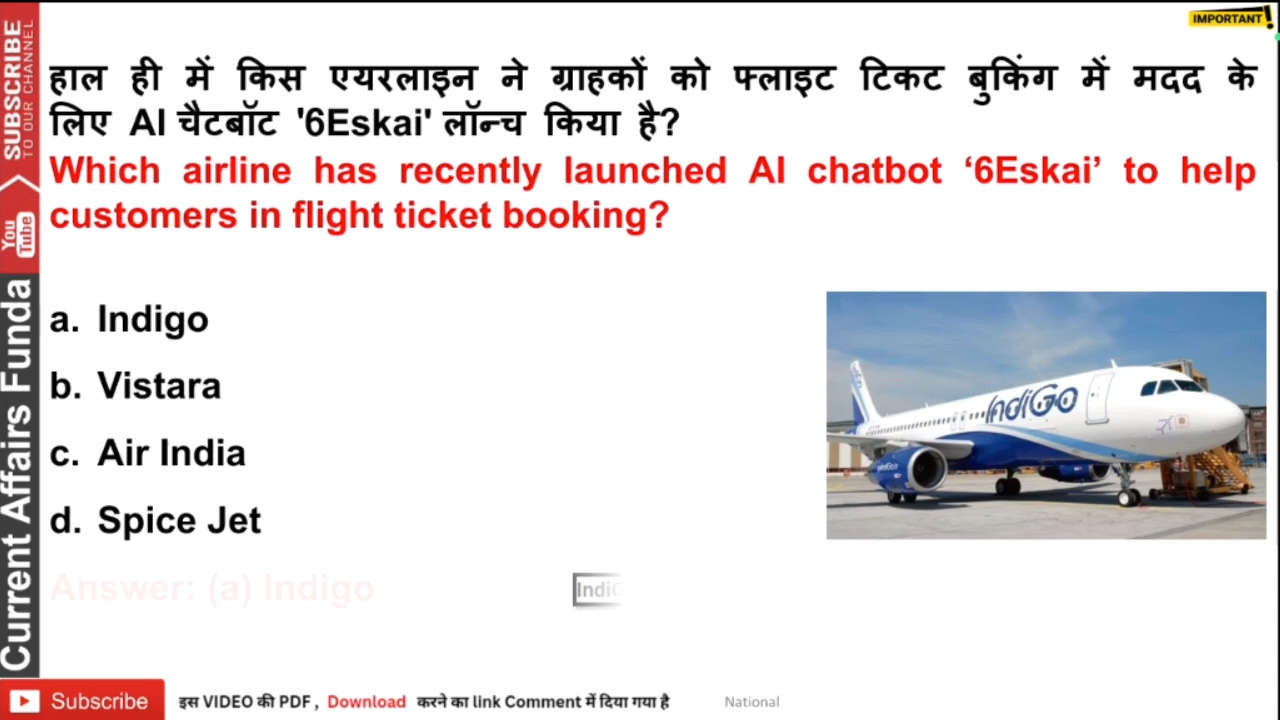 IMPORTANT!
हाल ही में किस एयरलाइन ने ग्राहकों को फ्लाइट टिकट बुकिंग में मदद के
लिए AI चैटबॉट '6Eskai' लॉन्च किया है?
Which airline has recently launched AI chatbot ‘6Eskai’ to help
customers in flight ticket booking?
a. Indigo
b. Vistara
c. Air India
d. Spice Jet
IndiGo
Answer: (a) Indigo
SUBSCRIBE
TO OUR CHANNEL
You
Tube
Current Affairs Funda
Subscribe
इस VIDEO की PDF , Download करने का link Comment में दिया गया है
National